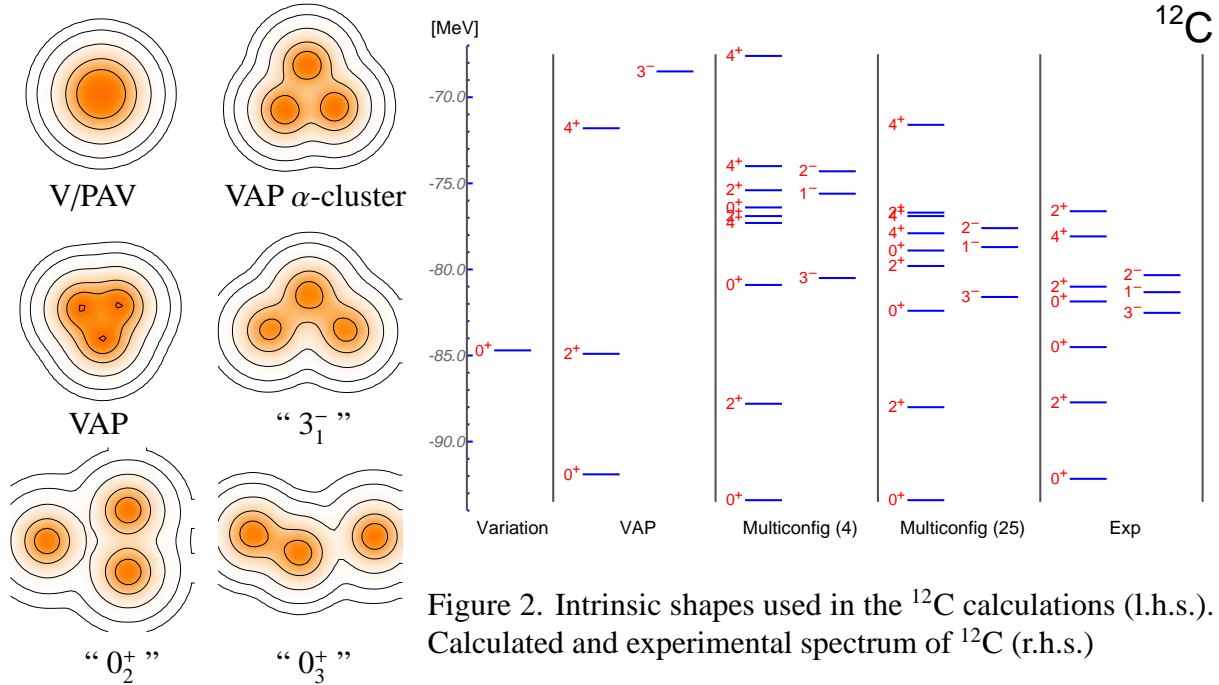 V/PAV
VAP α-cluster
VAP
“ 3₁⁻ ”
“ 0₂⁺ ”
“ 0₃⁺ ”
[MeV]
¹²C
-70.0
-75.0
-80.0
-85.0
-90.0
0⁺
Variation
3⁻
4⁺
2⁺
0⁺
VAP
4⁺
4⁺
2⁻
2⁺
1⁻
0⁺
2⁺
4⁻
3⁻
0⁺
2⁺
0⁺
Multiconfig (4)
4⁺
2⁺
4⁺
2⁻
4⁺
1⁻
0⁺
2⁺
3⁻
0⁺
2⁺
0⁺
Multiconfig (25)
2⁺
4⁺
2⁻
2⁺
1⁻
0⁺
3⁻
0⁺
2⁺
0⁺
Exp
Figure 2. Intrinsic shapes used in the ¹²C calculations (l.h.s.).
Calculated and experimental spectrum of ¹²C (r.h.s.)